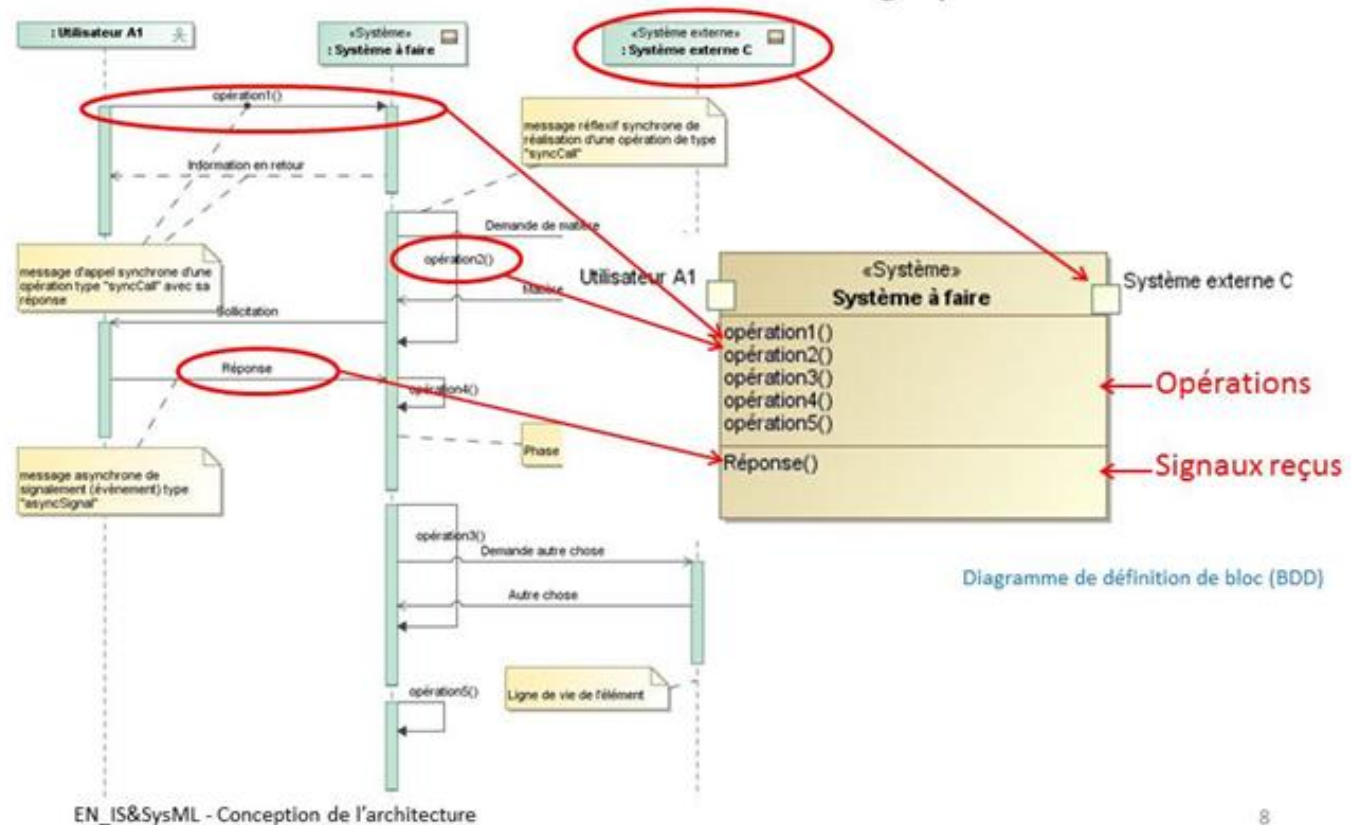 : Utilisateur A1
«Système»
: Système à faire
«Système externe»
: Système externe C
opération1()
message réflexif synchrone de
réalisation d'une opération de type
"syncCall"
Information en retour
Demande de matière
message d'appel synchrone d'une
opération type "syncCall" avec sa
réponse
opération2()
Matière
Sollicitation
Réponse
opération4()
Phase
message asynchrone de
signalement (évènement) type
"asyncSignal"
opération3()
Demande autre chose
Autre chose
opération5()
Ligne de vie de l'élément
Utilisateur A1
«Système»
Système à faire
Système externe C
opération1()
opération2()
opération3()
opération4()
opération5()
Opérations
Réponse()
Signaux reçus
Diagramme de définition de bloc (BDD)
EN_IS&SysML - Conception de l'architecture
8